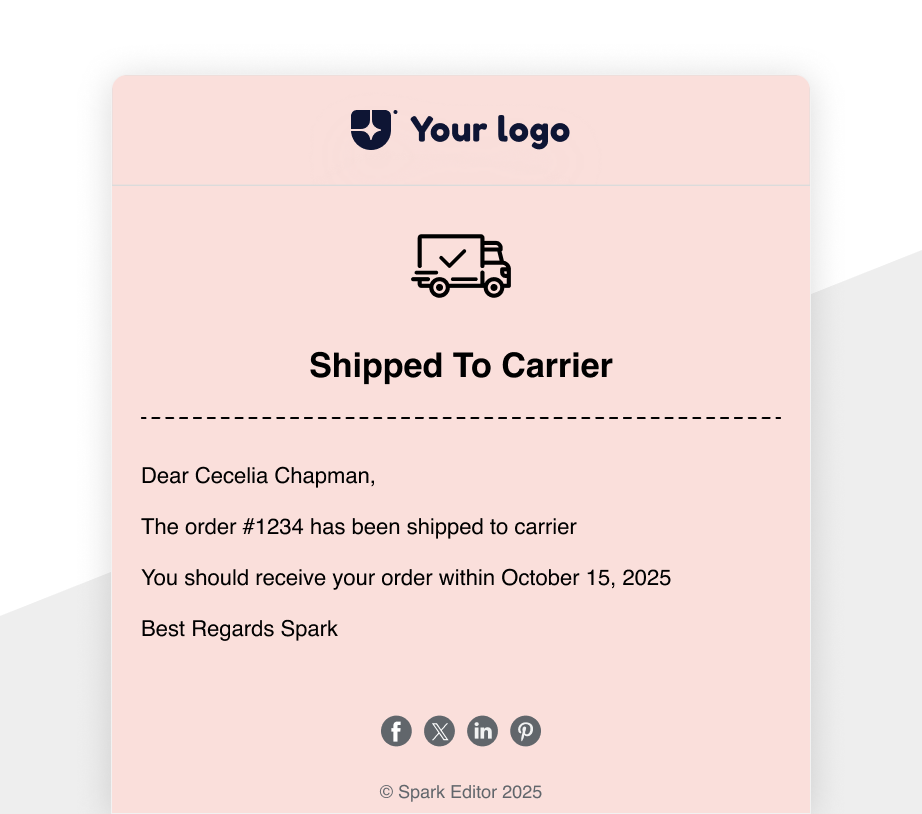 Your logo
Shipped To Carrier
Dear Cecelia Chapman,
The order #1234 has been shipped to carrier
You should receive your order within October 15, 2025
Best Regards Spark
© Spark Editor 2025